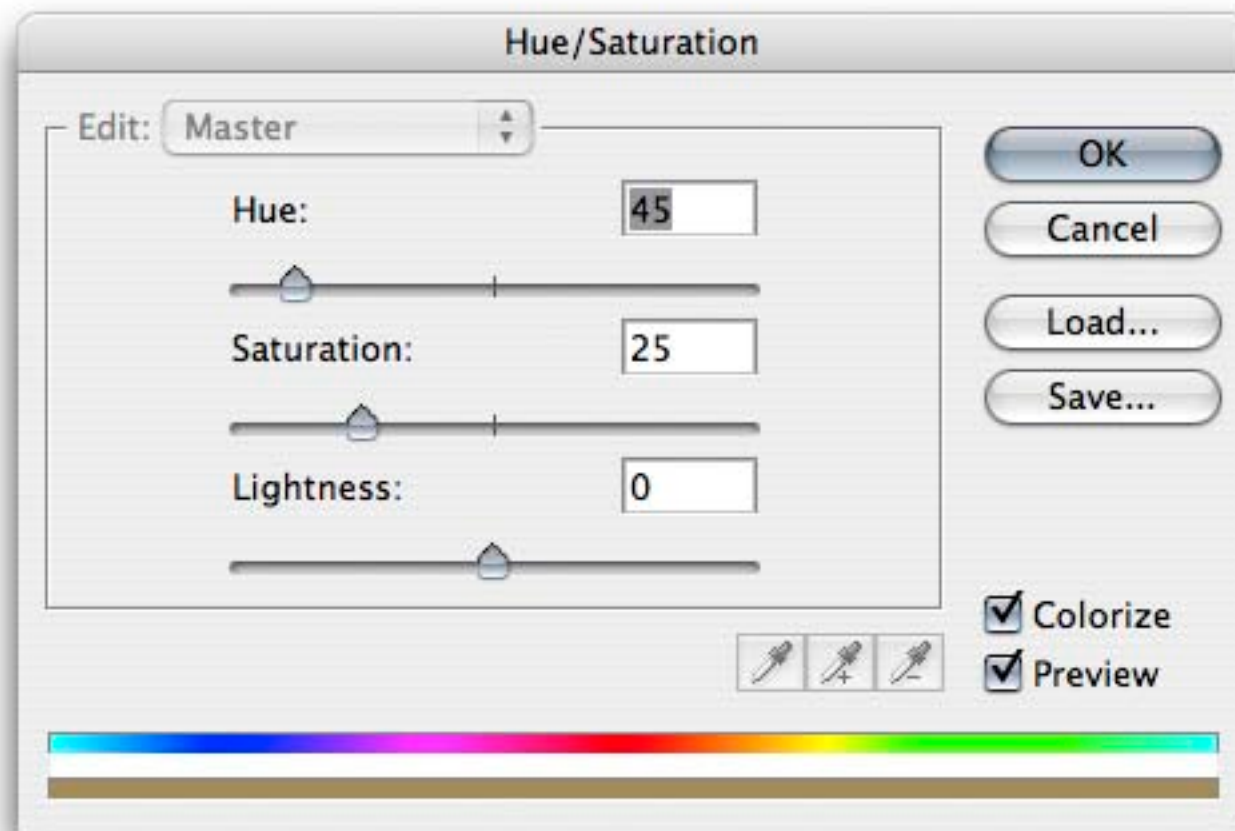 Hue/Saturation
Edit: Master
Hue: 45
Saturation: 25
Lightness: 0
OK
Cancel
Load...
Save...
Colorize
Preview